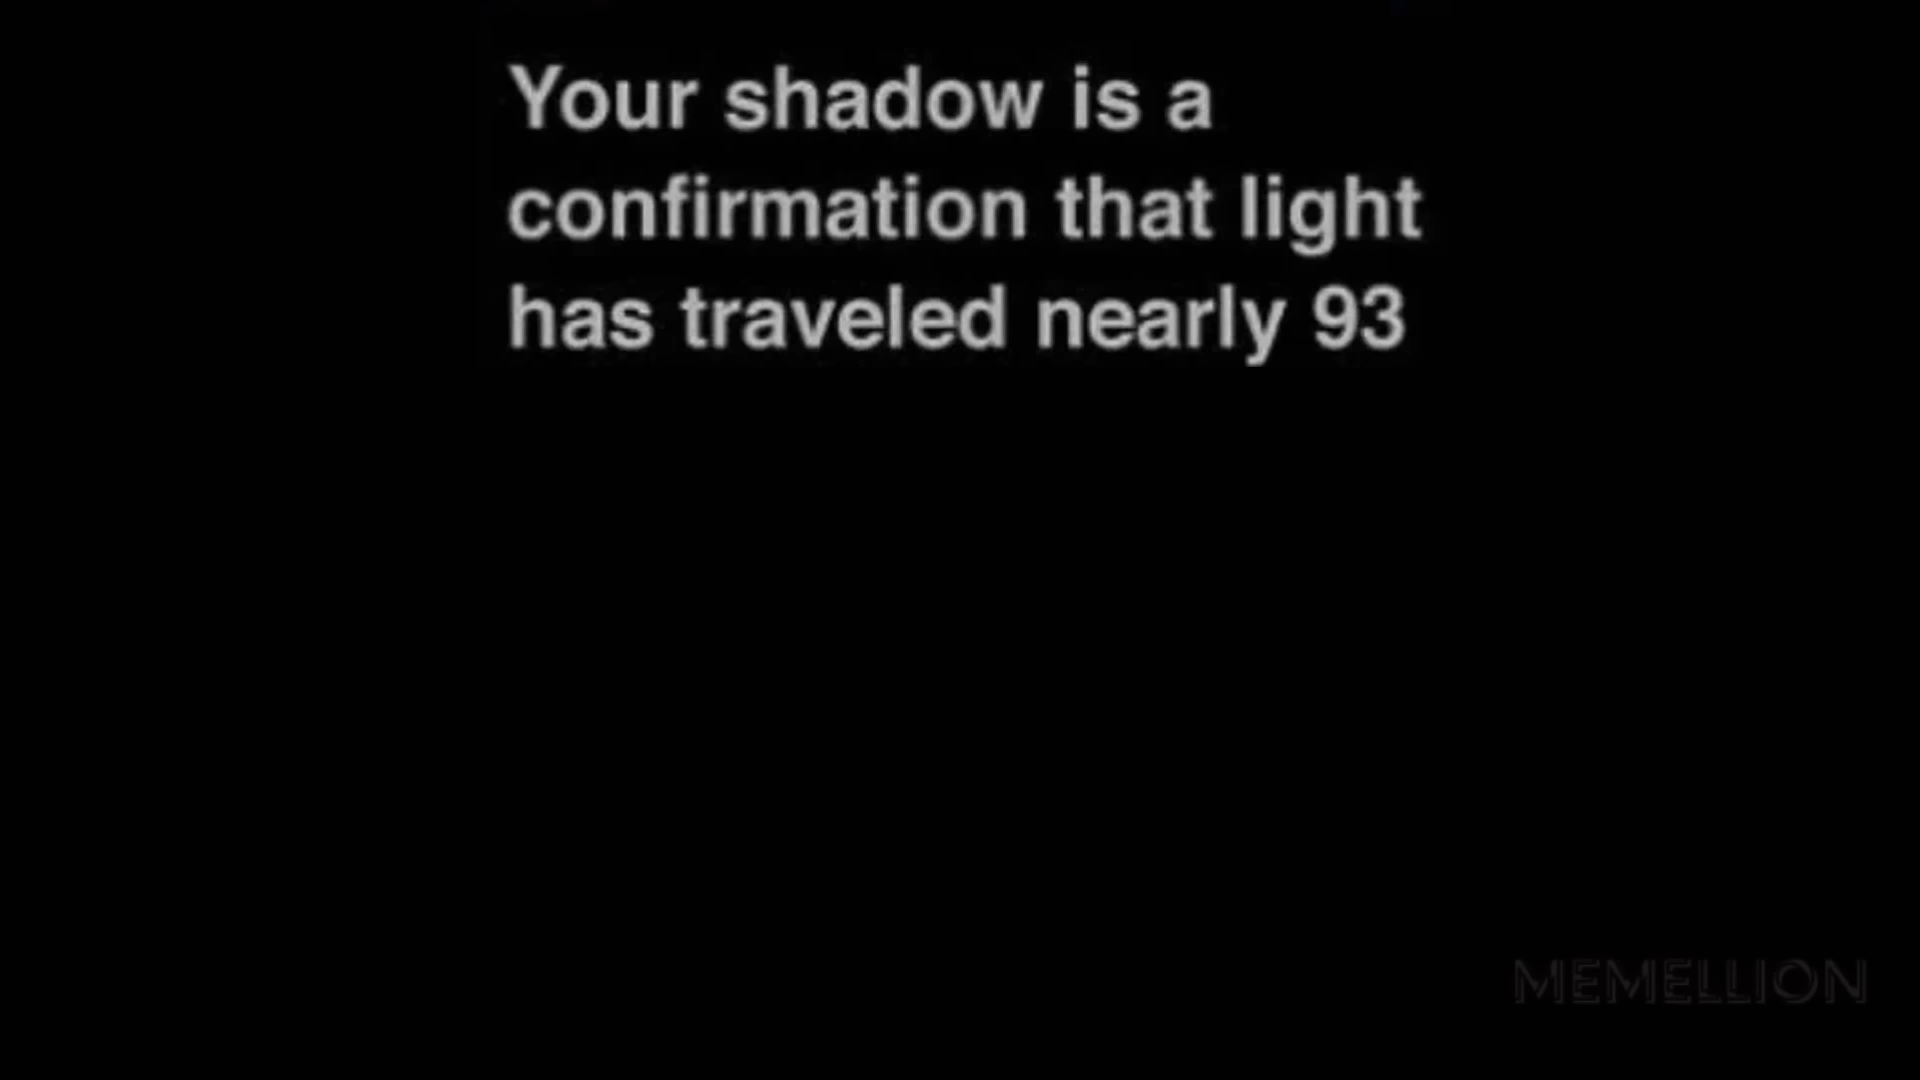 Your shadow is a
confirmation that light
has traveled nearly 93
MEMELLION